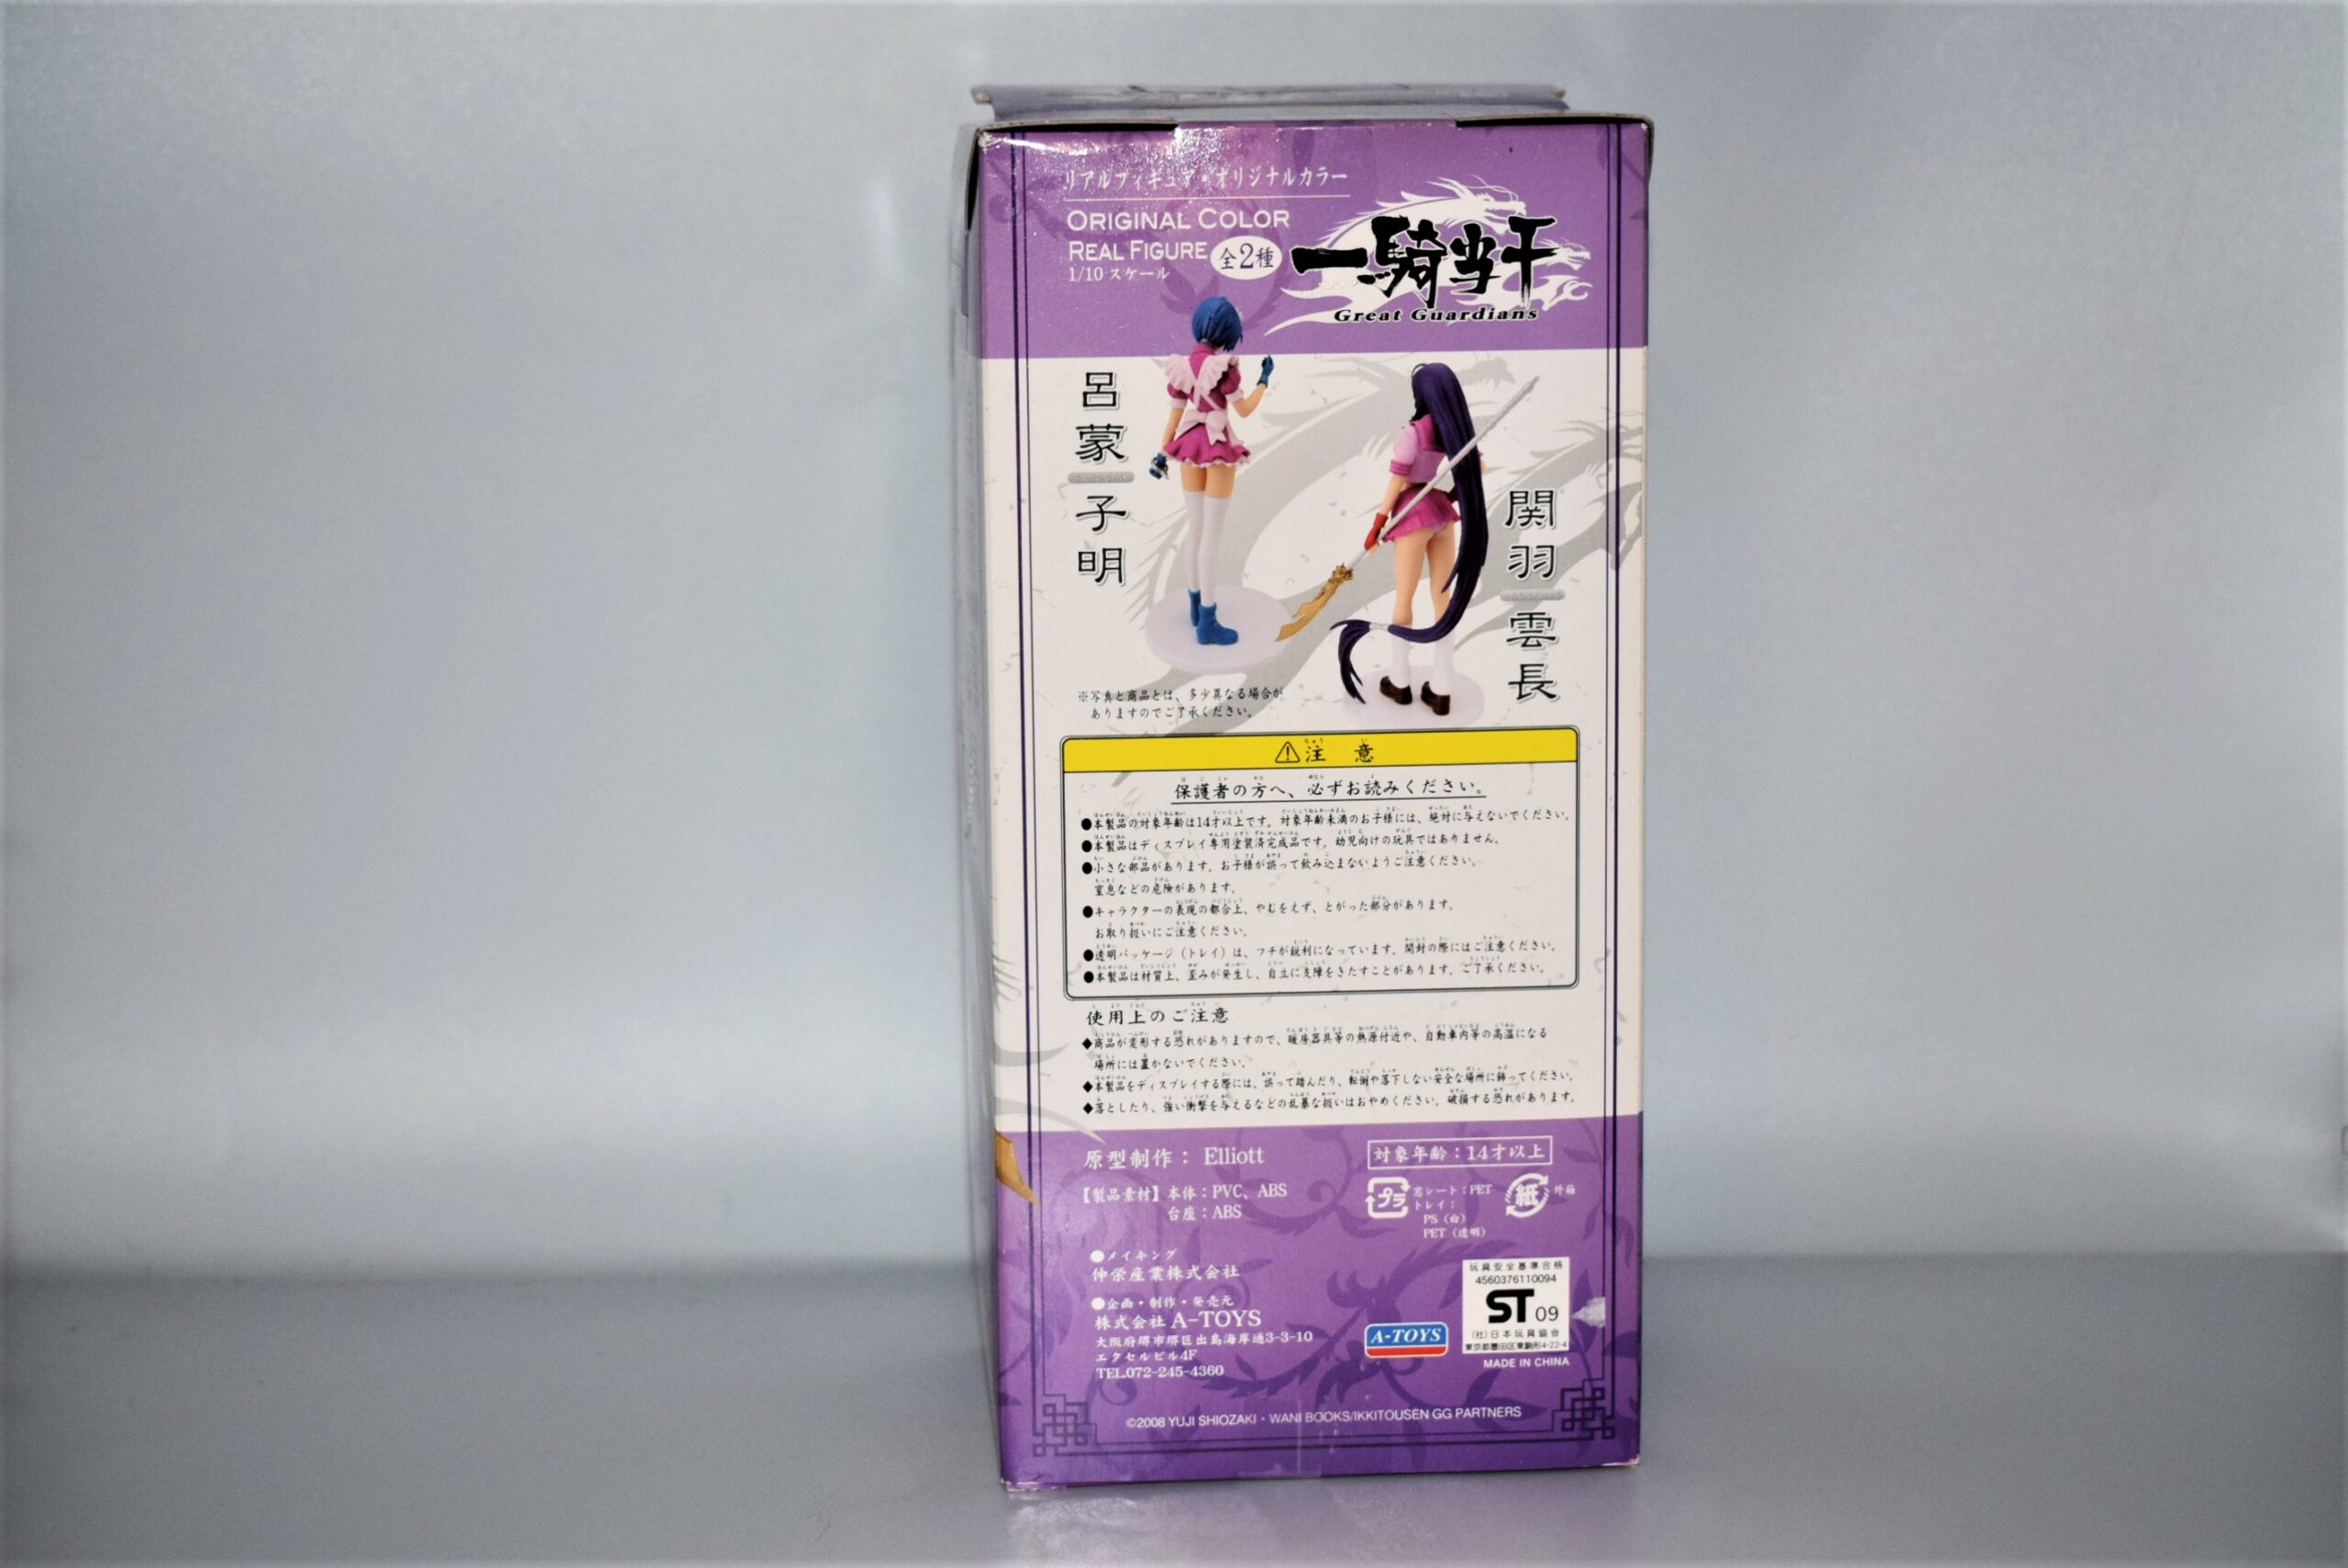 リアルフィギュア・オリジナルカラー
ORIGINAL COLOR
REAL FIGURE 全2種
1/10 スケール
一騎当千
Great Guardians
呂蒙子明
関羽雲長
※写真と商品とは、多少異なる場合が
ありますのでご了承ください。
⚠注意
保護者の方へ、必ずお読みください。
●本製品の対象年齢は14才以上です。対象年齢未満のお子様には、絶対に与えないでください。
●本製品はディスプレイ専用塗装済完成品です。幼児向けの玩具ではありません。
●小さな部品があります。お子様が誤って飲み込まないようご注意ください。
窒息などの危険があります。
●キャラクターの表現の都合上、やむをえず、とがった部分があります。
お取り扱いにご注意ください。
●透明パッケージ（トレイ）は、フチが鋭利になっています。開封の際にはご注意ください。
●本製品は材質上、歪みが発生し、自立に支障をきたすことがあります。ご了承ください。
使用上のご注意
◆商品が変形する恐れがありますので、暖房器具等の熱源付近や、自動車内等の高温になる
場所には置かないでください。
◆本製品をディスプレイする際には、誤って踏んだり、転倒や落下しない安全な場所に飾ってください。
◆落としたり、強い衝撃を与えるなどの乱暴な扱いはおやめください。破損する恐れがあります。
原型制作：Elliott
対象年齢：14才以上
【製品素材】本体：PVC、ABS
台座：ABS
プラ
窓シート：PET
トレイ：
PS（白）
PET（透明）
紙 外箱
●メイキング
伸栄産業株式会社
●企画・制作・発売元
株式会社 A-TOYS
大阪府堺市堺区出島海岸通3-3-10
エクセルビル4F
TEL.072-245-4360
A-TOYS
玩具安全基準合格
4560376110094
ST 09
(社)日本玩具協会
東京都墨田区東駒形4-22-4
MADE IN CHINA
©2008 YUJI SHIOZAKI・WANI BOOKS/IKKITOUSEN GG PARTNERS